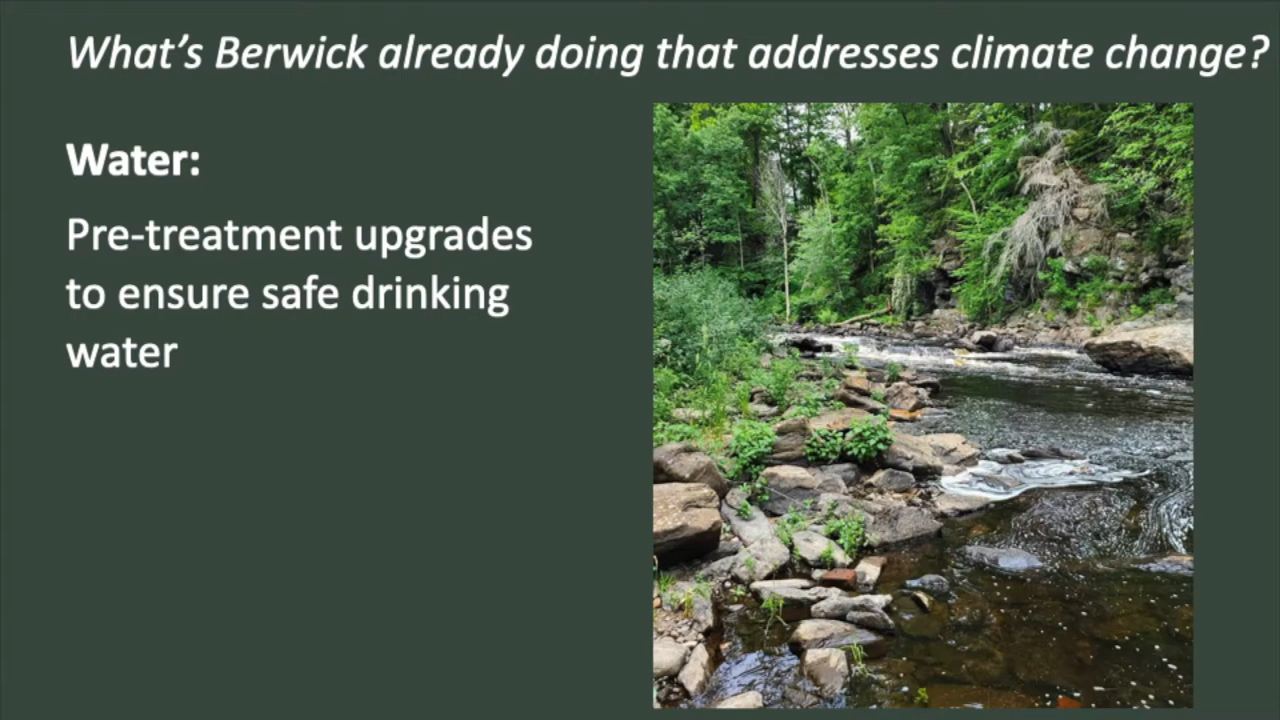 What’s Berwick already doing that addresses climate change?
Water:
Pre-treatment upgrades
to ensure safe drinking
water